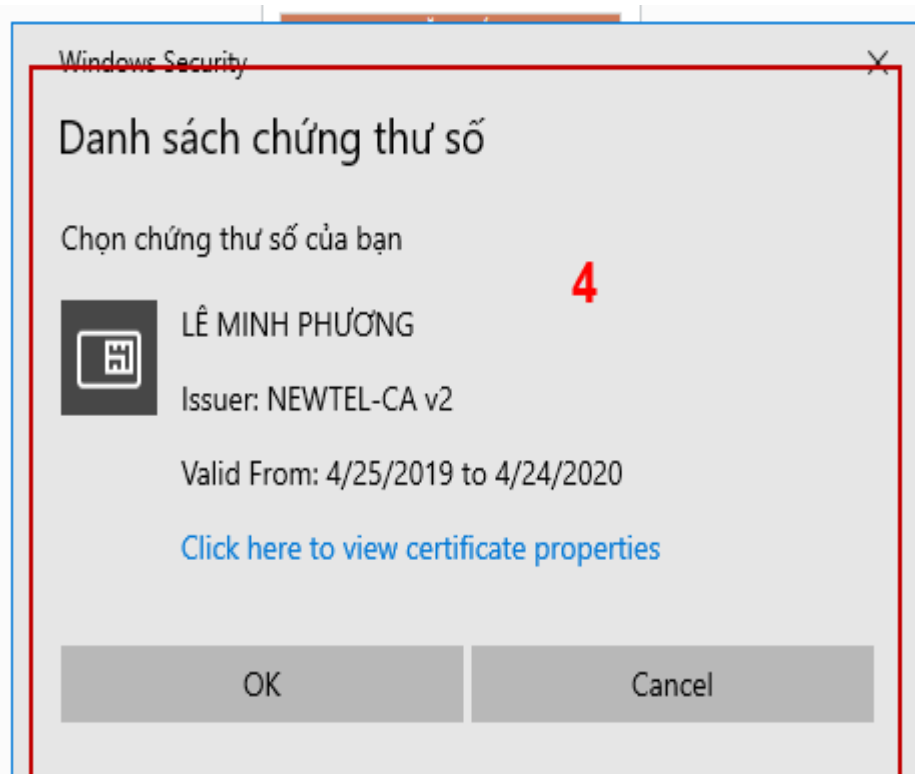 Windows Security
Danh sách chứng thư số
Chọn chứng thư số của bạn
4
LÊ MINH PHƯƠNG
Issuer: NEWTEL-CA v2
Valid From: 4/25/2019 to 4/24/2020
Click here to view certificate properties
OK
Cancel